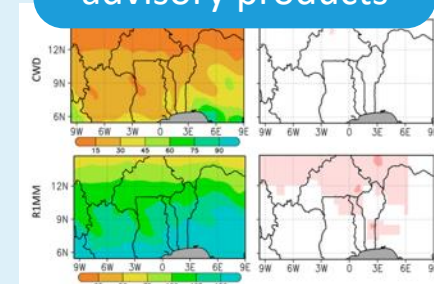 advisory products
CWD
12N
9N
6N
9W 6W 3W 0 3E 6E 9E 9W 6W 3W 0 3E 6E 9E
15 30 45 60 75 90
R1MM
12N
9N
6N
9W 6W 3W 0 3E 6E 9E 9W 6W 3W 0 3E 6E 9E